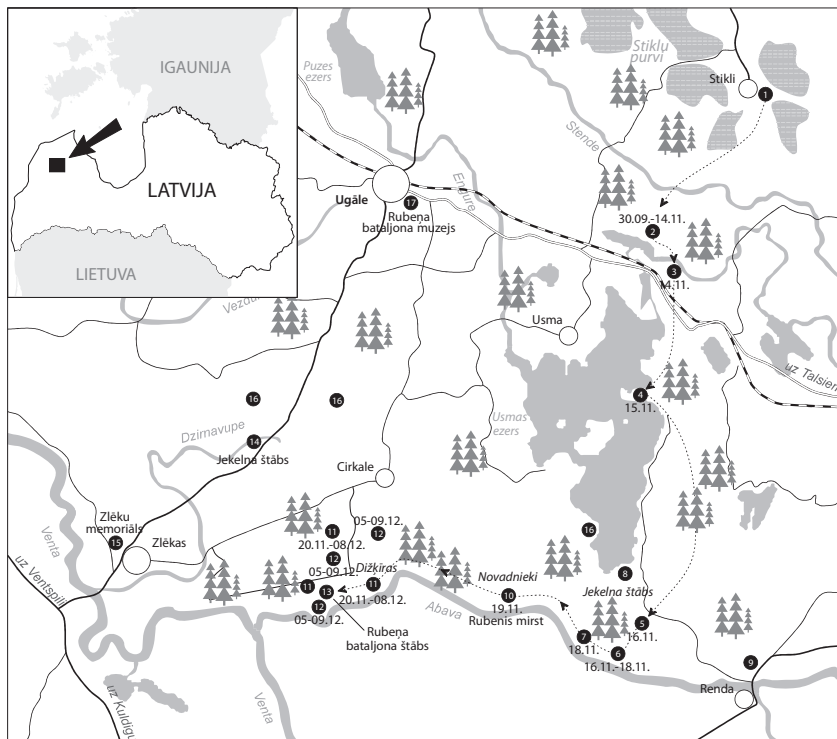 IGAUNIJA
LATVIJA
LIETUVA
Puzes
ezers
Stiklu
purvi
Stikli
1
Stende
Engure
Ugāle
17
Rubeņa
bataljona muzejs
30.09.-14.11.
2
3
14.11.
Usma
uz Talsiem
4
15.11.
Usmas
ezers
16
16
Dzirnavupe
14
Jekelna štābs
Cirkale
Zlēku
memoriāls
15
Zlēkas
Venta
uz Ventspili
11
20.11.-08.12.
05-09.12.
12
12
05-09.12.
Dižķiras
11
13
11
20.11.-08.12.
12
05-09.12.
Rubeņa
bataljona štābs
Abava
Novadnieki
10
19.11.
Rubenis mirst
16
8
Jekelna štābs
5
16.11.
7
18.11.
6
16.11.-18.11.
9
Renda
Venta
uz Kuldīgu